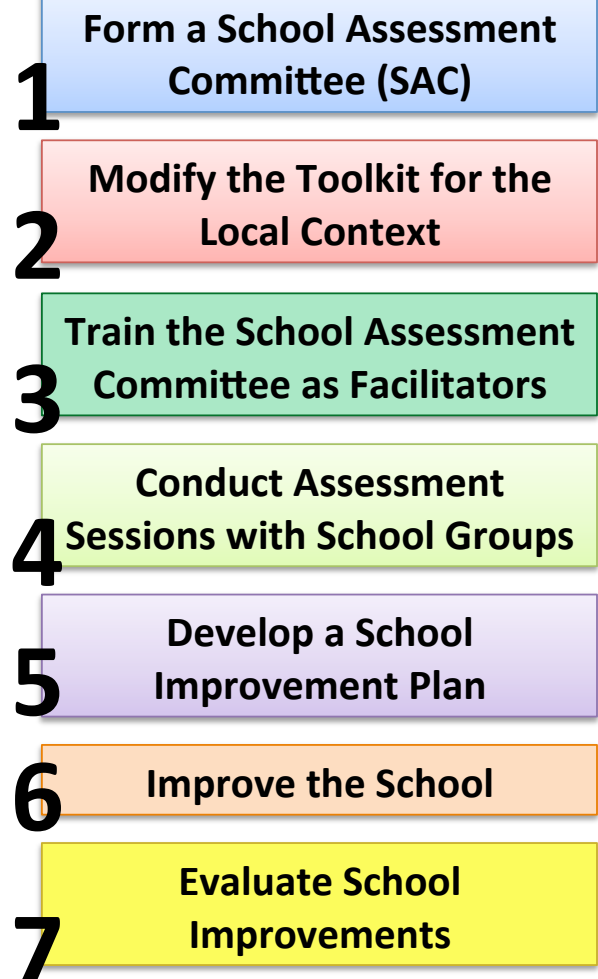 1
Form a School Assessment
Committee (SAC)
2
Modify the Toolkit for the
Local Context
3
Train the School Assessment
Committee as Facilitators
4
Conduct Assessment
Sessions with School Groups
5
Develop a School
Improvement Plan
6
Improve the School
7
Evaluate School
Improvements